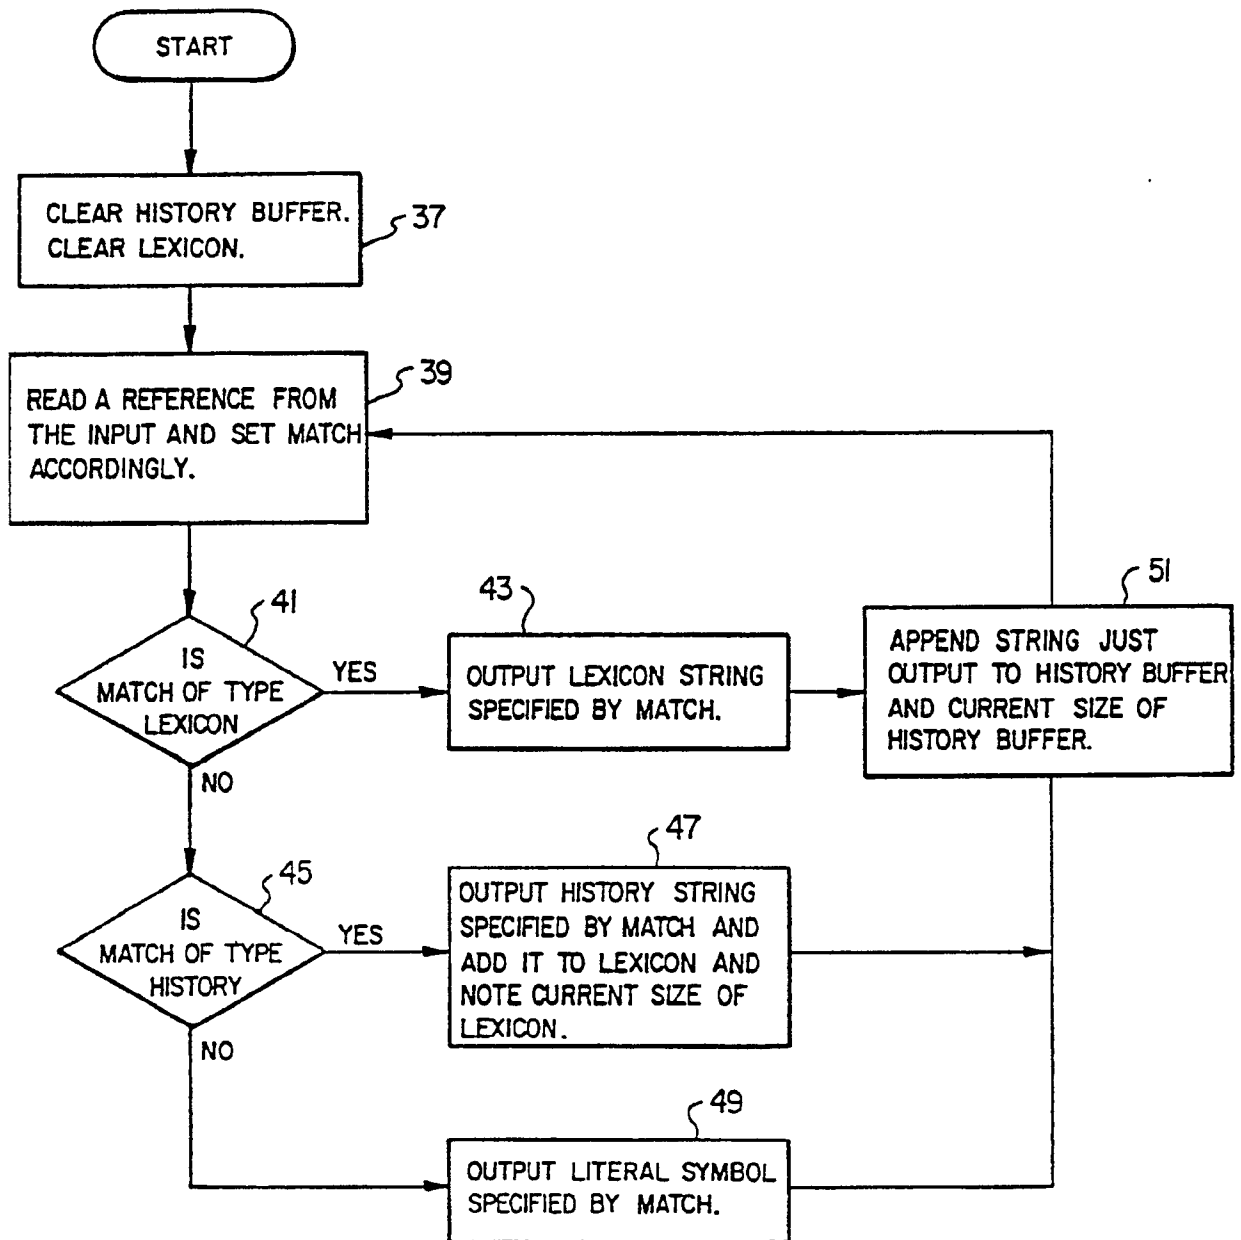 START
CLEAR HISTORY BUFFER.
CLEAR LEXICON.
37
READ A REFERENCE FROM
THE INPUT AND SET MATCH
ACCORDINGLY.
39
IS
MATCH OF TYPE
LEXICON
41
YES
NO
43
OUTPUT LEXICON STRING
SPECIFIED BY MATCH.
51
APPEND STRING JUST
OUTPUT TO HISTORY BUFFER
AND CURRENT SIZE OF
HISTORY BUFFER.
IS
MATCH OF TYPE
HISTORY
45
YES
NO
47
OUTPUT HISTORY STRING
SPECIFIED BY MATCH AND
ADD IT TO LEXICON AND
NOTE CURRENT SIZE OF
LEXICON.
49
OUTPUT LITERAL SYMBOL
SPECIFIED BY MATCH.